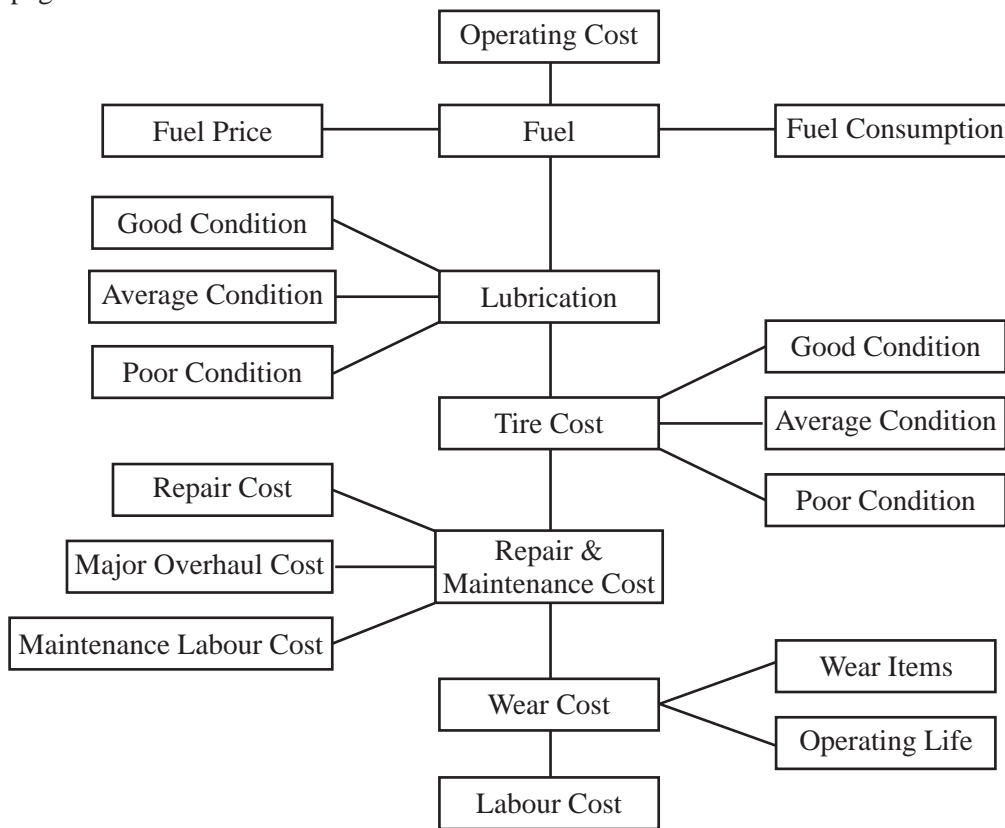 Operating Cost
Fuel Price
Fuel
Fuel Consumption
Good Condition
Average Condition
Lubrication
Poor Condition
Good Condition
Tire Cost
Average Condition
Poor Condition
Repair Cost
Major Overhaul Cost
Repair &
Maintenance Cost
Maintenance Labour Cost
Wear Items
Wear Cost
Operating Life
Labour Cost